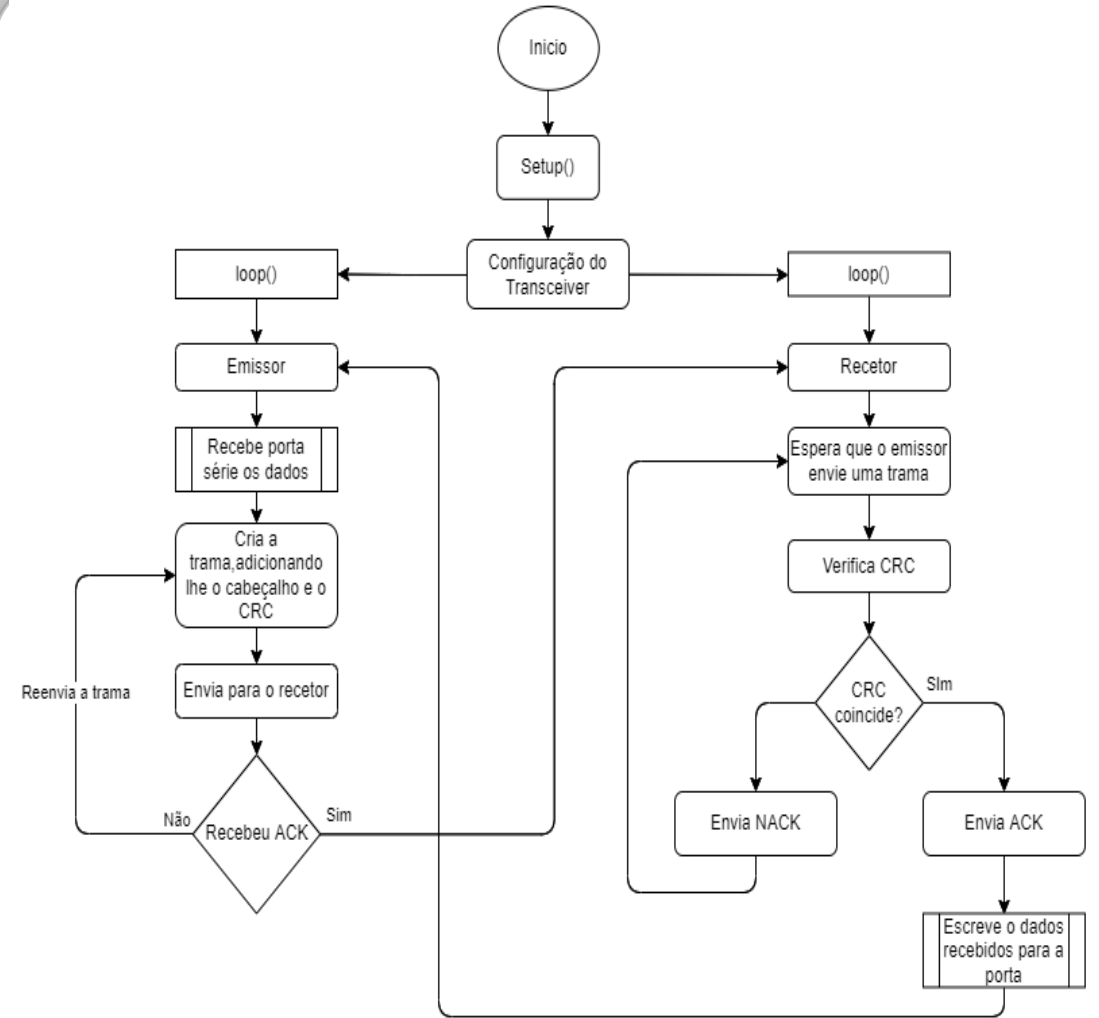 Inicio
Setup()
Configuração do
Transceiver
loop()
loop()
Emissor
Recetor
Recebe porta
série os dados
Espera que o emissor
envie uma trama
Cria a
trama,adicionando
lhe o cabeçalho e o
CRC
Verifica CRC
Reenvia a trama
Envia para o recetor
CRC
coincide?
SIm
Não
Recebeu ACK
Sim
Envia NACK
Envia ACK
Escreve o dados
recebidos para a
porta